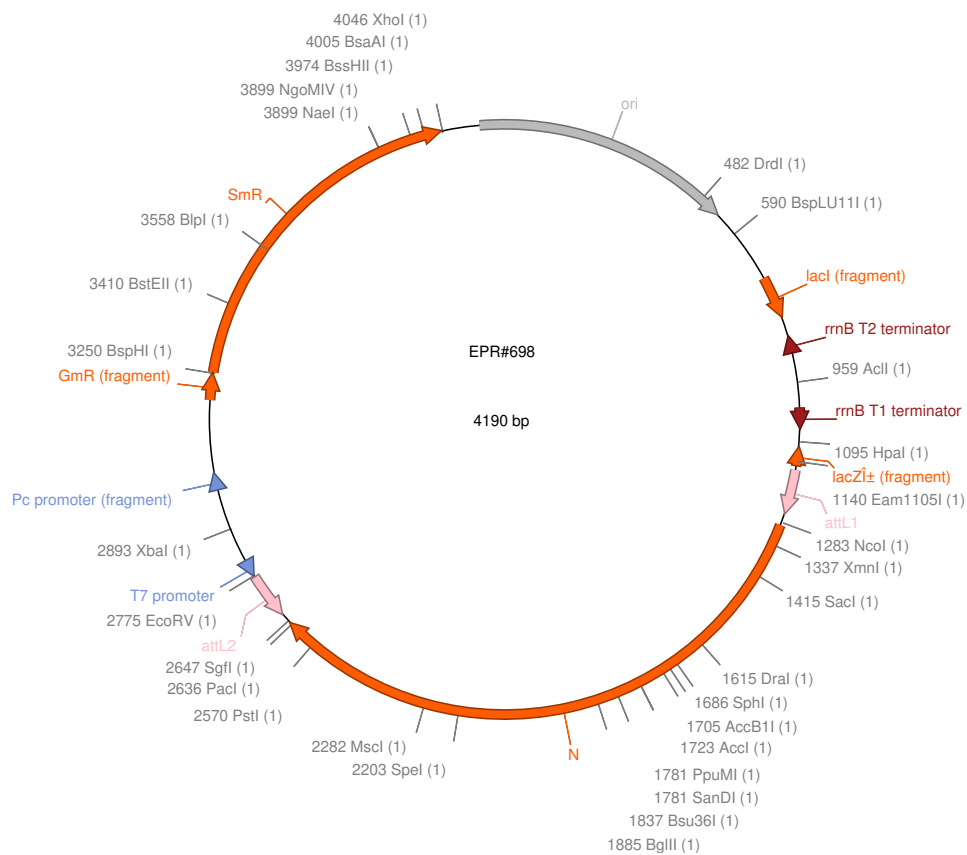 4046 XhoI (1)
4005 BsaAI (1)
3974 BssHII (1)
3899 NgoMIV (1)
3899 NaeI (1)
ori
482 DrdI (1)
590 BspLU11I (1)
SmR
3558 BlpI (1)
3410 BstEII (1)
3250 BspHI (1)
GmR (fragment)
lacI (fragment)
rrnB T2 terminator
959 AclI (1)
rrnB T1 terminator
1095 HpaI (1)
lacZÎ± (fragment)
1140 Eam1105I (1)
attL1
1283 NcoI (1)
1337 XmnI (1)
1415 SacI (1)
EPR#698
4190 bp
Pc promoter (fragment)
2893 XbaI (1)
T7 promoter
2775 EcoRV (1)
attL2
2647 SgfI (1)
2636 PacI (1)
2570 PstI (1)
2282 MscI (1)
2203 SpeI (1)
N
1615 DraI (1)
1686 SphI (1)
1705 AccB1I (1)
1723 AccI (1)
1781 PpuMI (1)
1781 SanDI (1)
1837 Bsu36I (1)
1885 BglII (1)